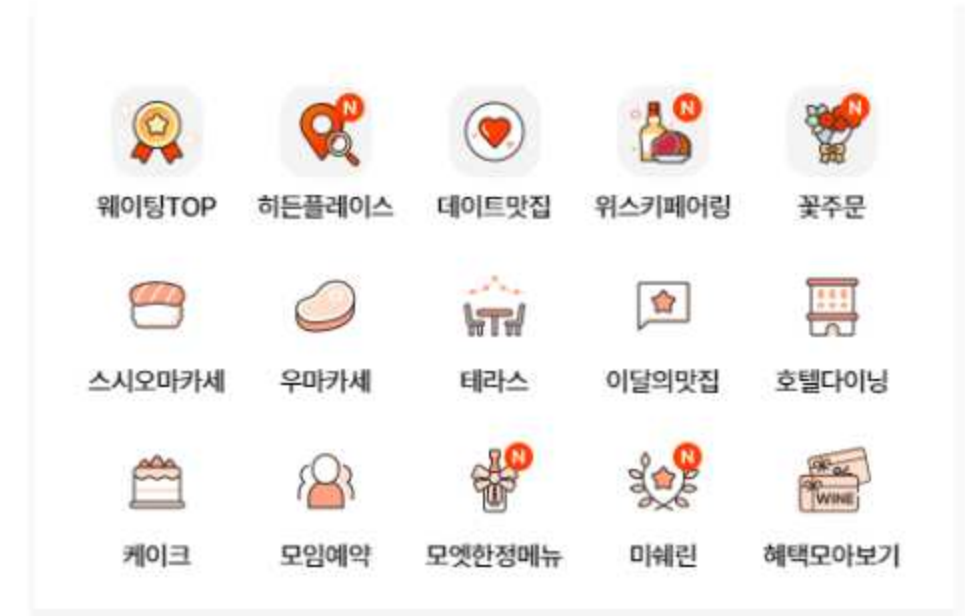 N
N
N
웨이팅TOP
히든플레이스
데이트맛집
위스키페어링
꽃주문
스시오마카세
우마카세
테라스
이달의맛집
호텔다이닝
N
N
%
WINE
케이크
모임예약
모엣한정메뉴
미쉐린
혜택모아보기